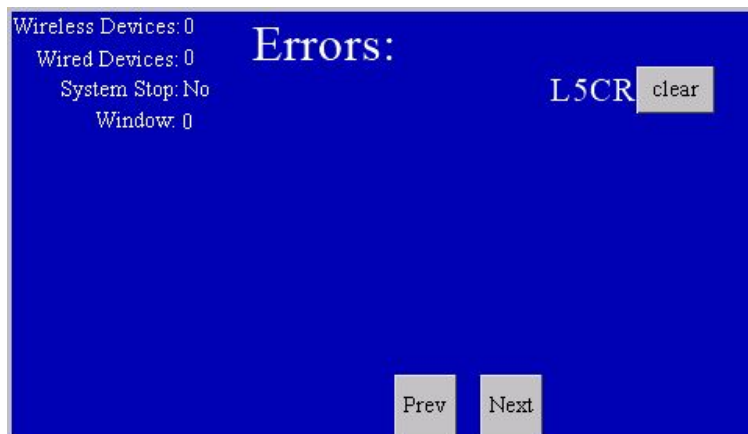 Wireless Devices: 0
Wired Devices: 0
System Stop: No
Window: 0
Errors:
L5CR clear
Prev Next